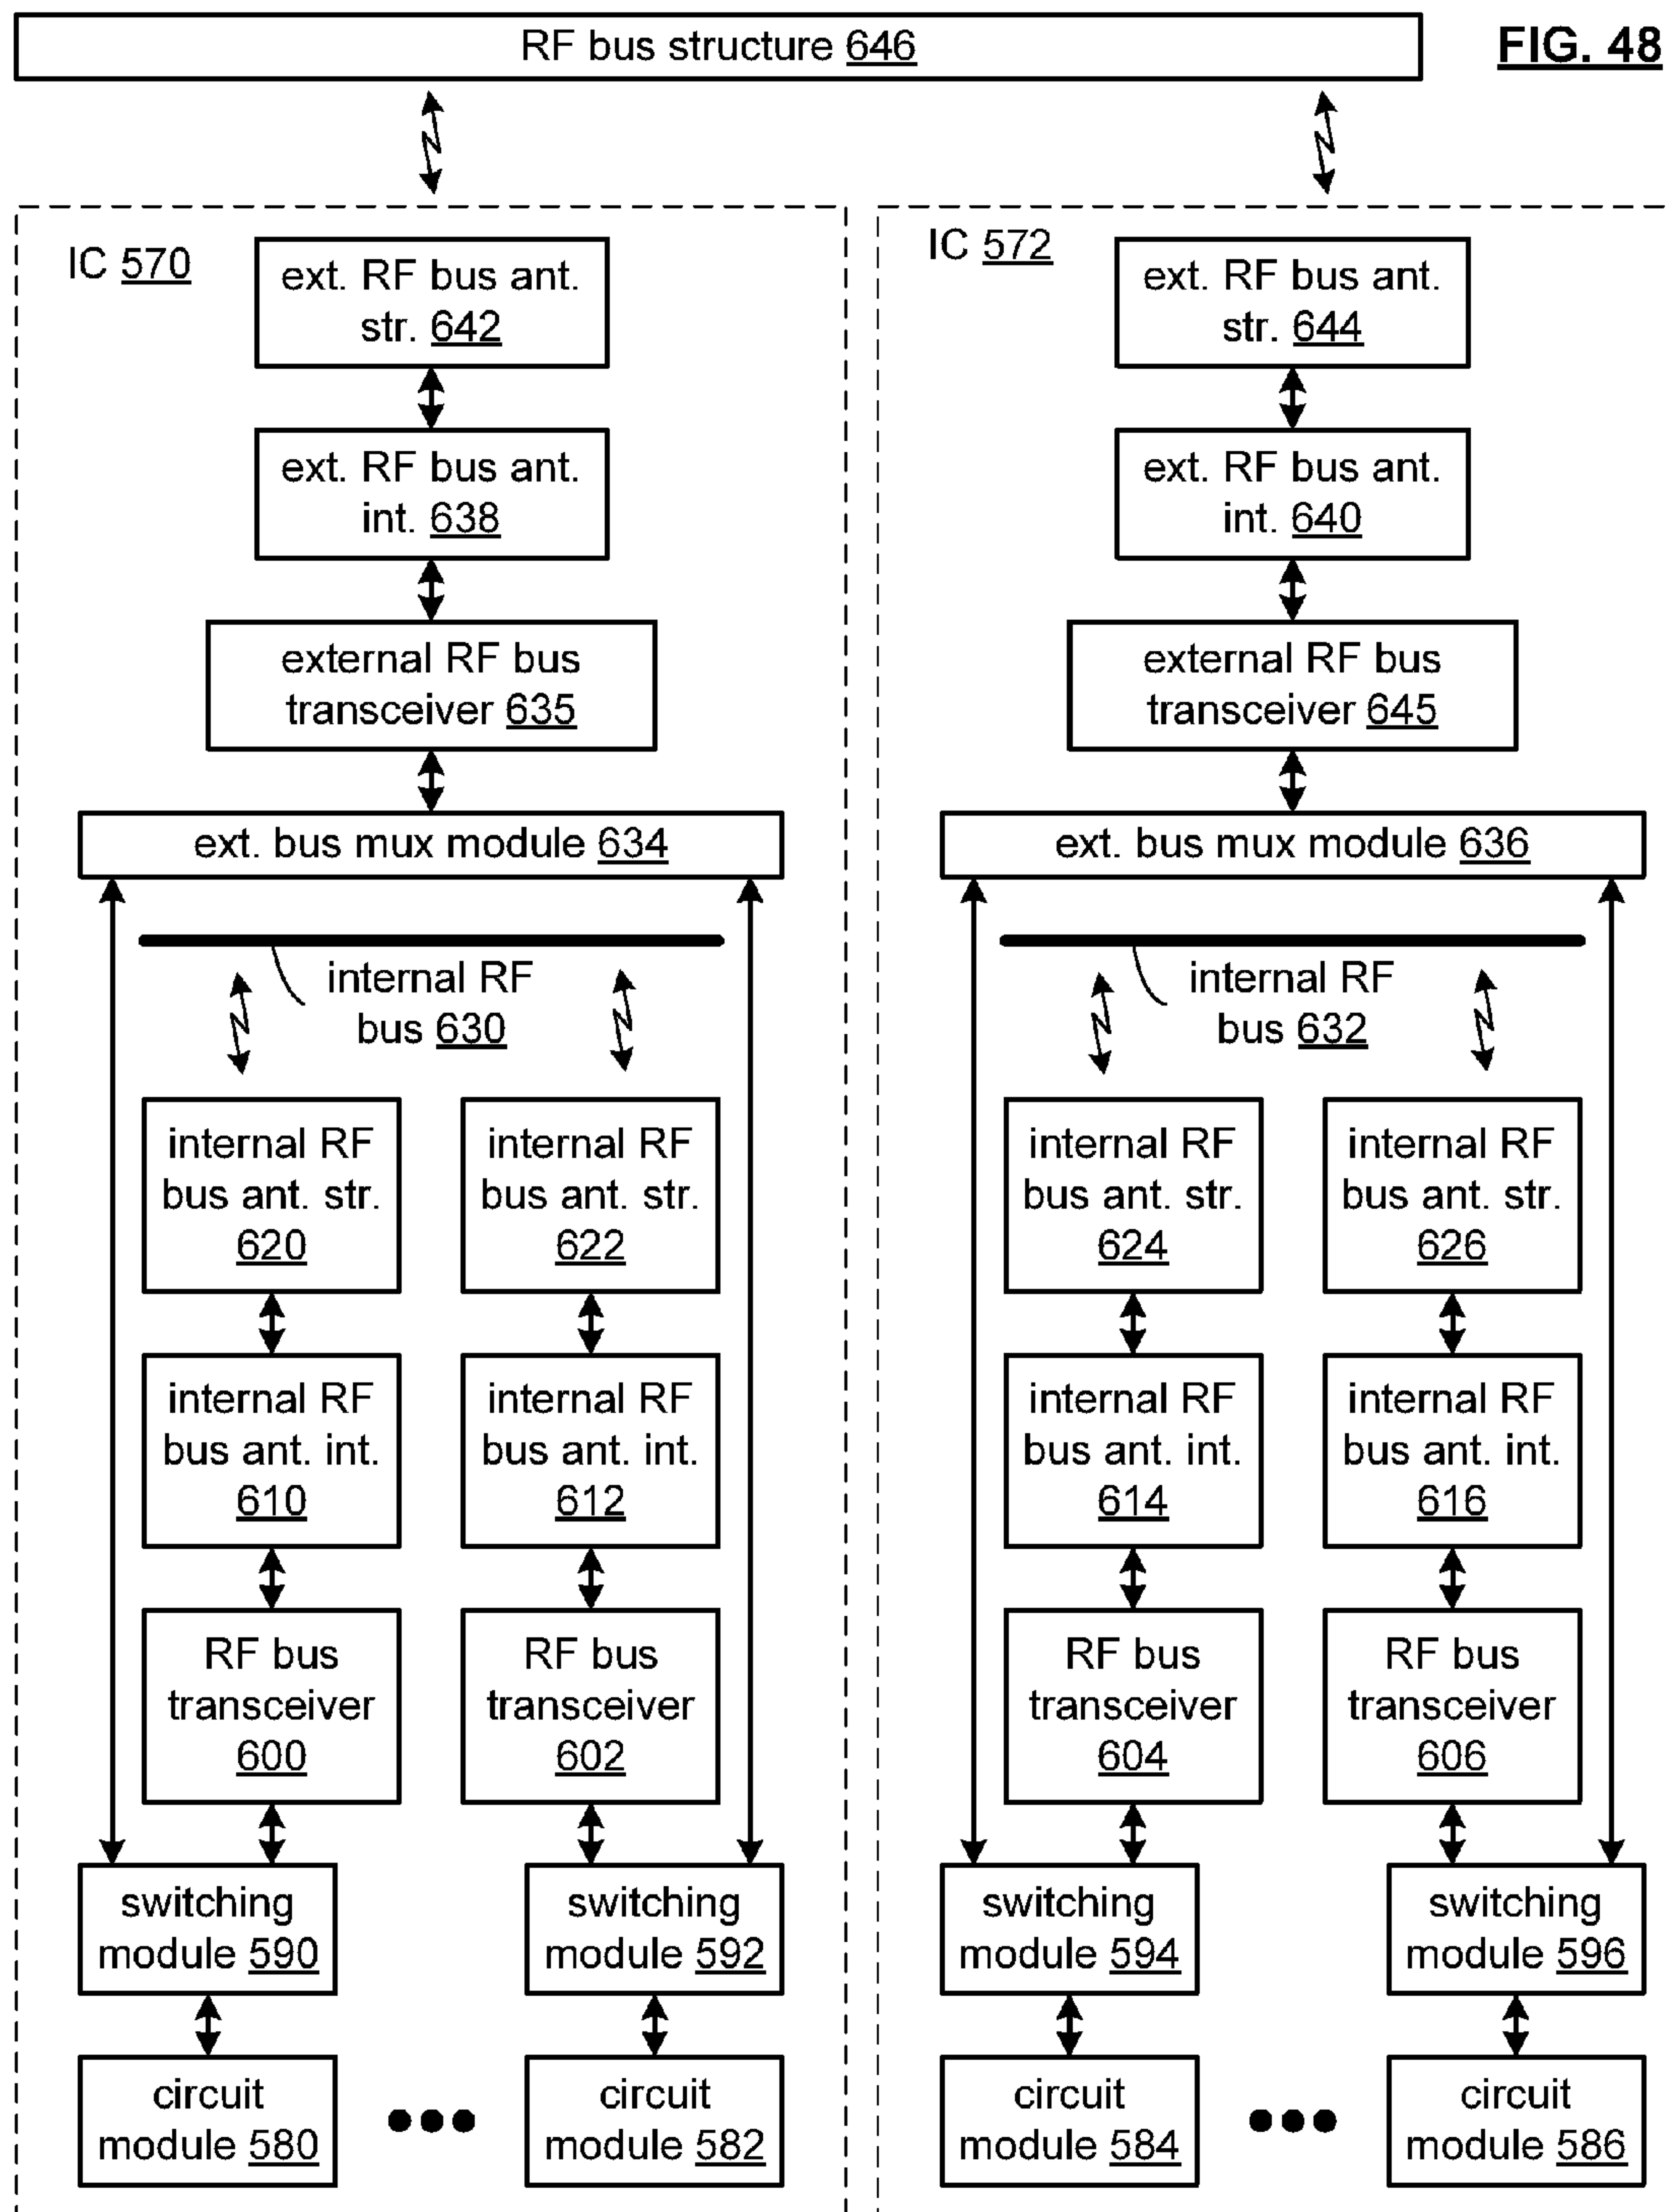 RF bus structure 646
FIG. 48
IC 570
ext. RF bus ant.
str. 642
ext. RF bus ant.
int. 638
external RF bus
transceiver 635
ext. bus mux module 634
internal RF
bus 630
internal RF
bus ant. str.
620
internal RF
bus ant. str.
622
internal RF
bus ant. int.
610
internal RF
bus ant. int.
612
RF bus
transceiver
600
RF bus
transceiver
602
switching
module 590
switching
module 592
circuit
module 580
circuit
module 582
IC 572
ext. RF bus ant.
str. 644
ext. RF bus ant.
int. 640
external RF bus
transceiver 645
ext. bus mux module 636
internal RF
bus 632
internal RF
bus ant. str.
624
internal RF
bus ant. str.
626
internal RF
bus ant. int.
614
internal RF
bus ant. int.
616
RF bus
transceiver
604
RF bus
transceiver
606
switching
module 594
switching
module 596
circuit
module 584
circuit
module 586